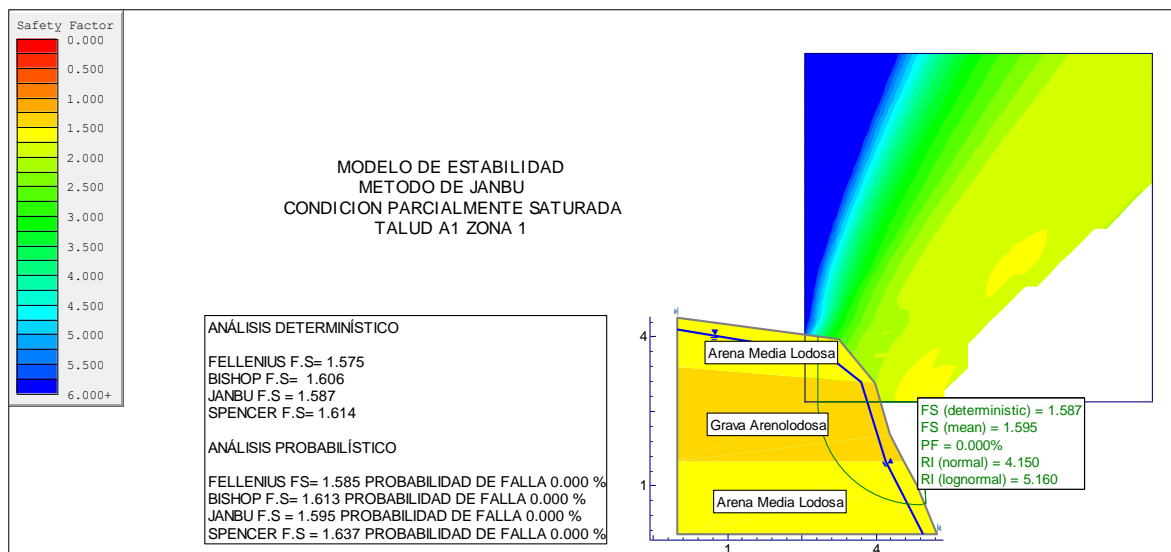 Safety Factor
0.000
0.500
1.000
1.500
2.000
2.500
3.000
3.500
4.000
4.500
5.000
5.500
6.000+
MODELO DE ESTABILIDAD
METODO DE JANBU
CONDICION PARCIALMENTE SATURADA
TALUD A1 ZONA 1
ANÁLISIS DETERMINÍSTICO
FELLENIUS F.S= 1.575
BISHOP F.S= 1.606
JANBU F.S= 1.587
SPENCER F.S= 1.614
ANÁLISIS PROBABILÍSTICO
FELLENIUS FS= 1.585 PROBABILIDAD DE FALLA 0.000 %
BISHOP F.S= 1.613 PROBABILIDAD DE FALLA 0.000 %
JANBU F.S = 1.595 PROBABILIDAD DE FALLA 0.000 %
SPENCER F.S= 1.637 PROBABILIDAD DE FALLA 0.000 %
4
1
Arena Media Lodosa
Grava Arenolodosa
Arena Media Lodosa
1
4
FS (deterministic) = 1.587
FS (mean) = 1.595
PF = 0.000%
RI (normal) = 4.150
RI (lognormal) = 5.160